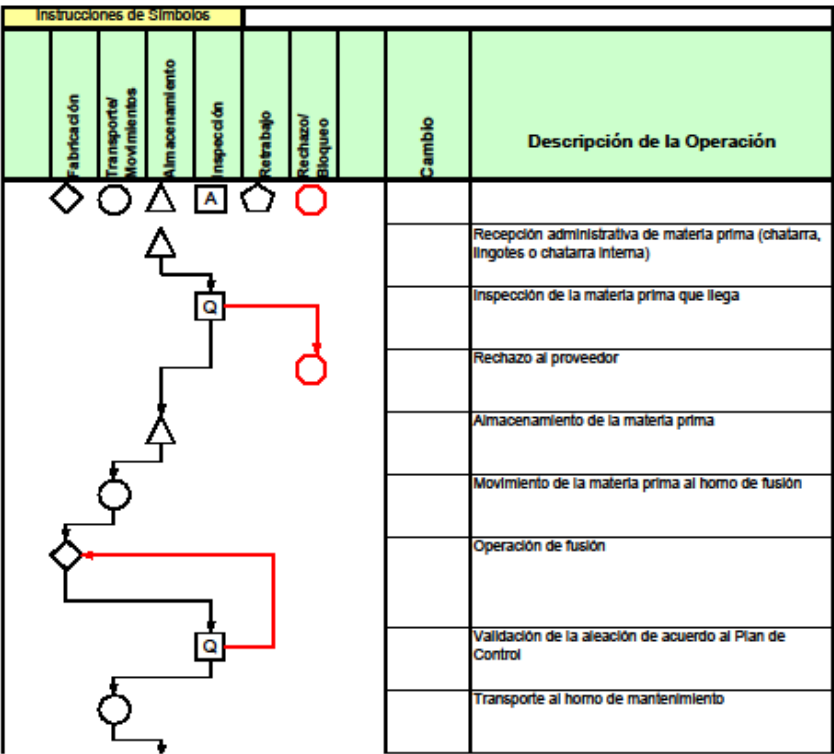 Instrucciones de Símbolos
Fabricación
Transporte/
Movimientos
Almacenamiento
Inspección
Retrabajo
Rechazo/
Bloqueo
Cambio
Descripción de la Operación
A
Recepción administrativa de materia prima (chatarra,
lingotes o chatarra interna)
Q
Inspección de la materia prima que llega
Rechazo al proveedor
Almacenamiento de la materia prima
Movimiento de la materia prima al horno de fusión
Operación de fusión
Q
Validación de la aleación de acuerdo al Plan de
Control
Transporte al horno de mantenimiento